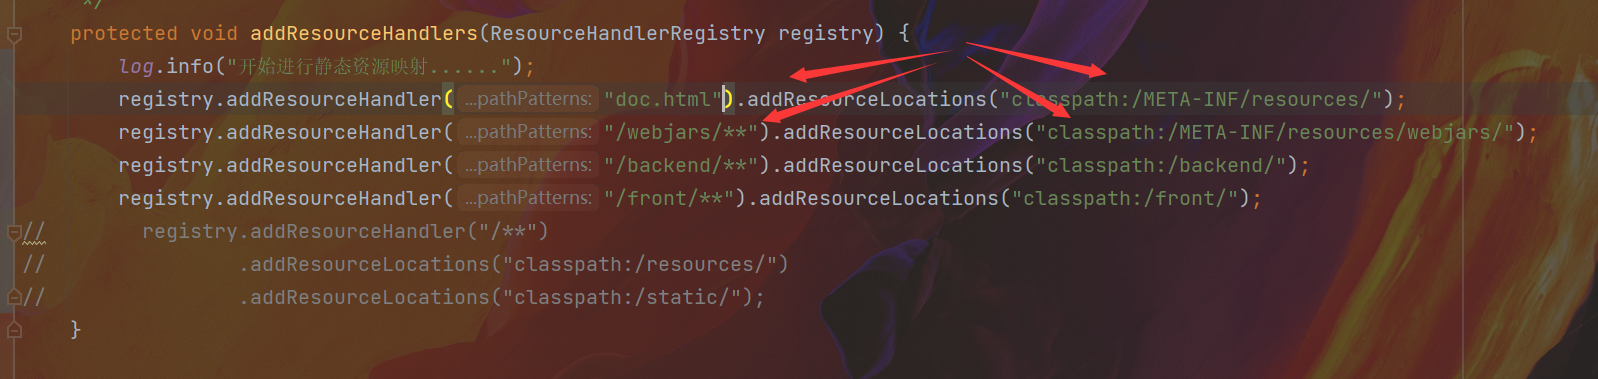 */
protected void addResourceHandlers(ResourceHandlerRegistry registry) {
log.info("开始进行静态资源映射......");
registry.addResourceHandler( ...pathPatterns: "doc.html").addResourceLocations("classpath:/META-INF/resources/");
registry.addResourceHandler( ...pathPatterns: "/webjars/**").addResourceLocations("classpath:/META-INF/resources/webjars/");
registry.addResourceHandler( ...pathPatterns: "/backend/**").addResourceLocations("classpath:/backend/");
registry.addResourceHandler( ...pathPatterns: "/front/**").addResourceLocations("classpath:/front/");
// registry.addResourceHandler("/**")
// .addResourceLocations("classpath:/resources/")
// .addResourceLocations("classpath:/static/");
}